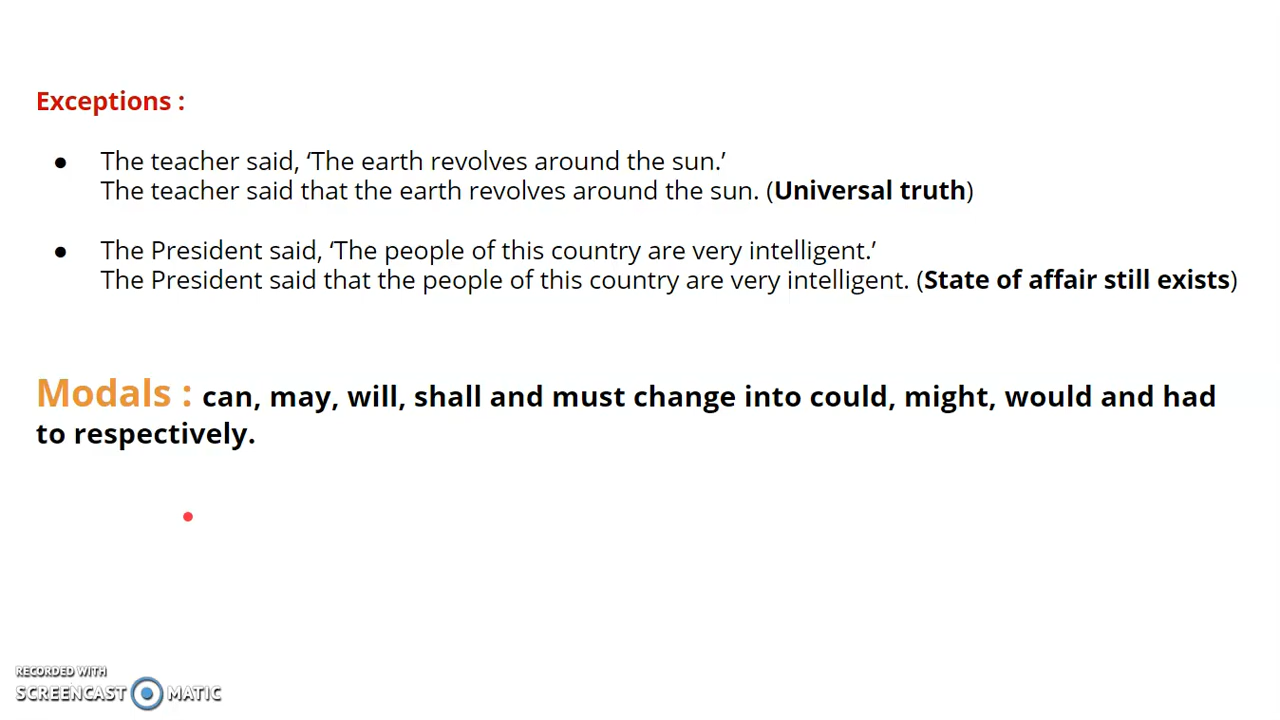 Exceptions :
● The teacher said, ‘The earth revolves around the sun.’
The teacher said that the earth revolves around the sun. (Universal truth)
● The President said, ‘The people of this country are very intelligent.’
The President said that the people of this country are very intelligent. (State of affair still exists)
Modals : can, may, will, shall and must change into could, might, would and had
to respectively.
RECORDED WITH
SCREENCAST MATIC